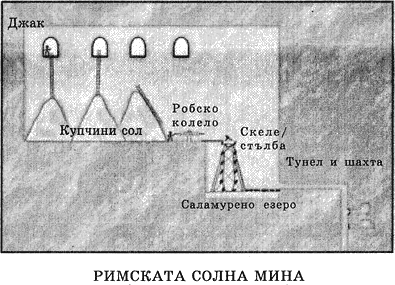 Джак
Робско
колело
Купчини сол
Скеле/
стълба
Тунел и шахта
Саламурено езеро
РИМСКАТА СОЛНА МИНА